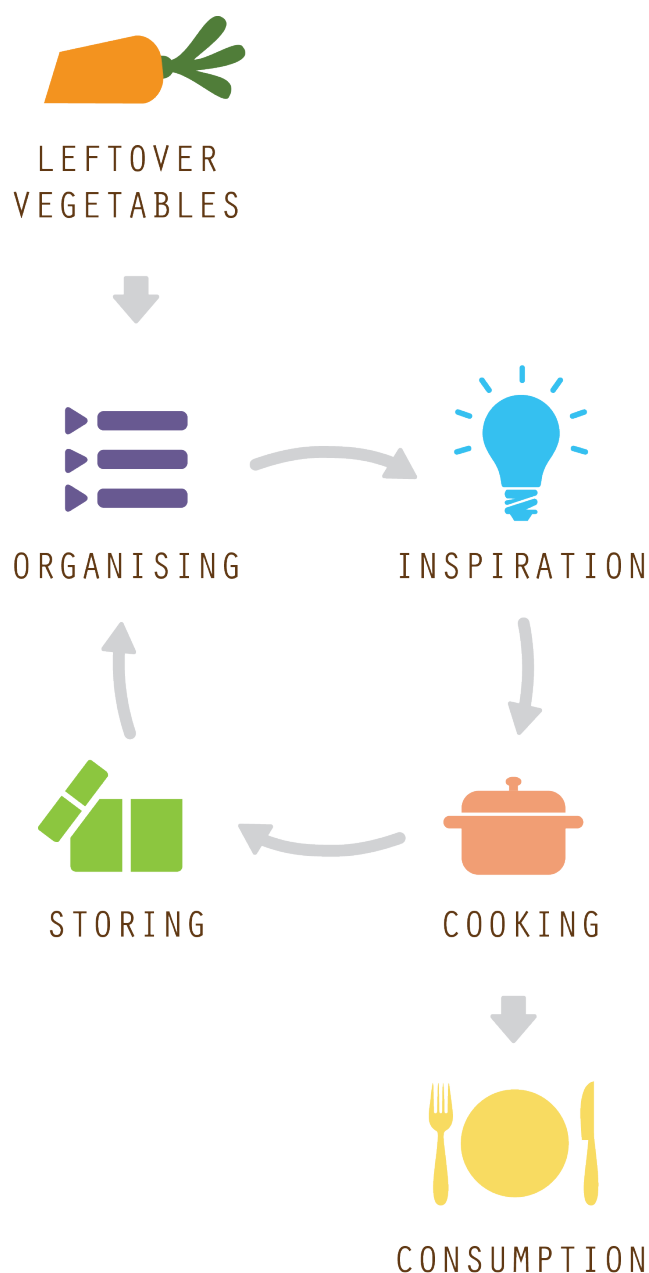 LEFTOVER
VEGETABLES
ORGANISING
INSPIRATION
STORING
COOKING
CONSUMPTION